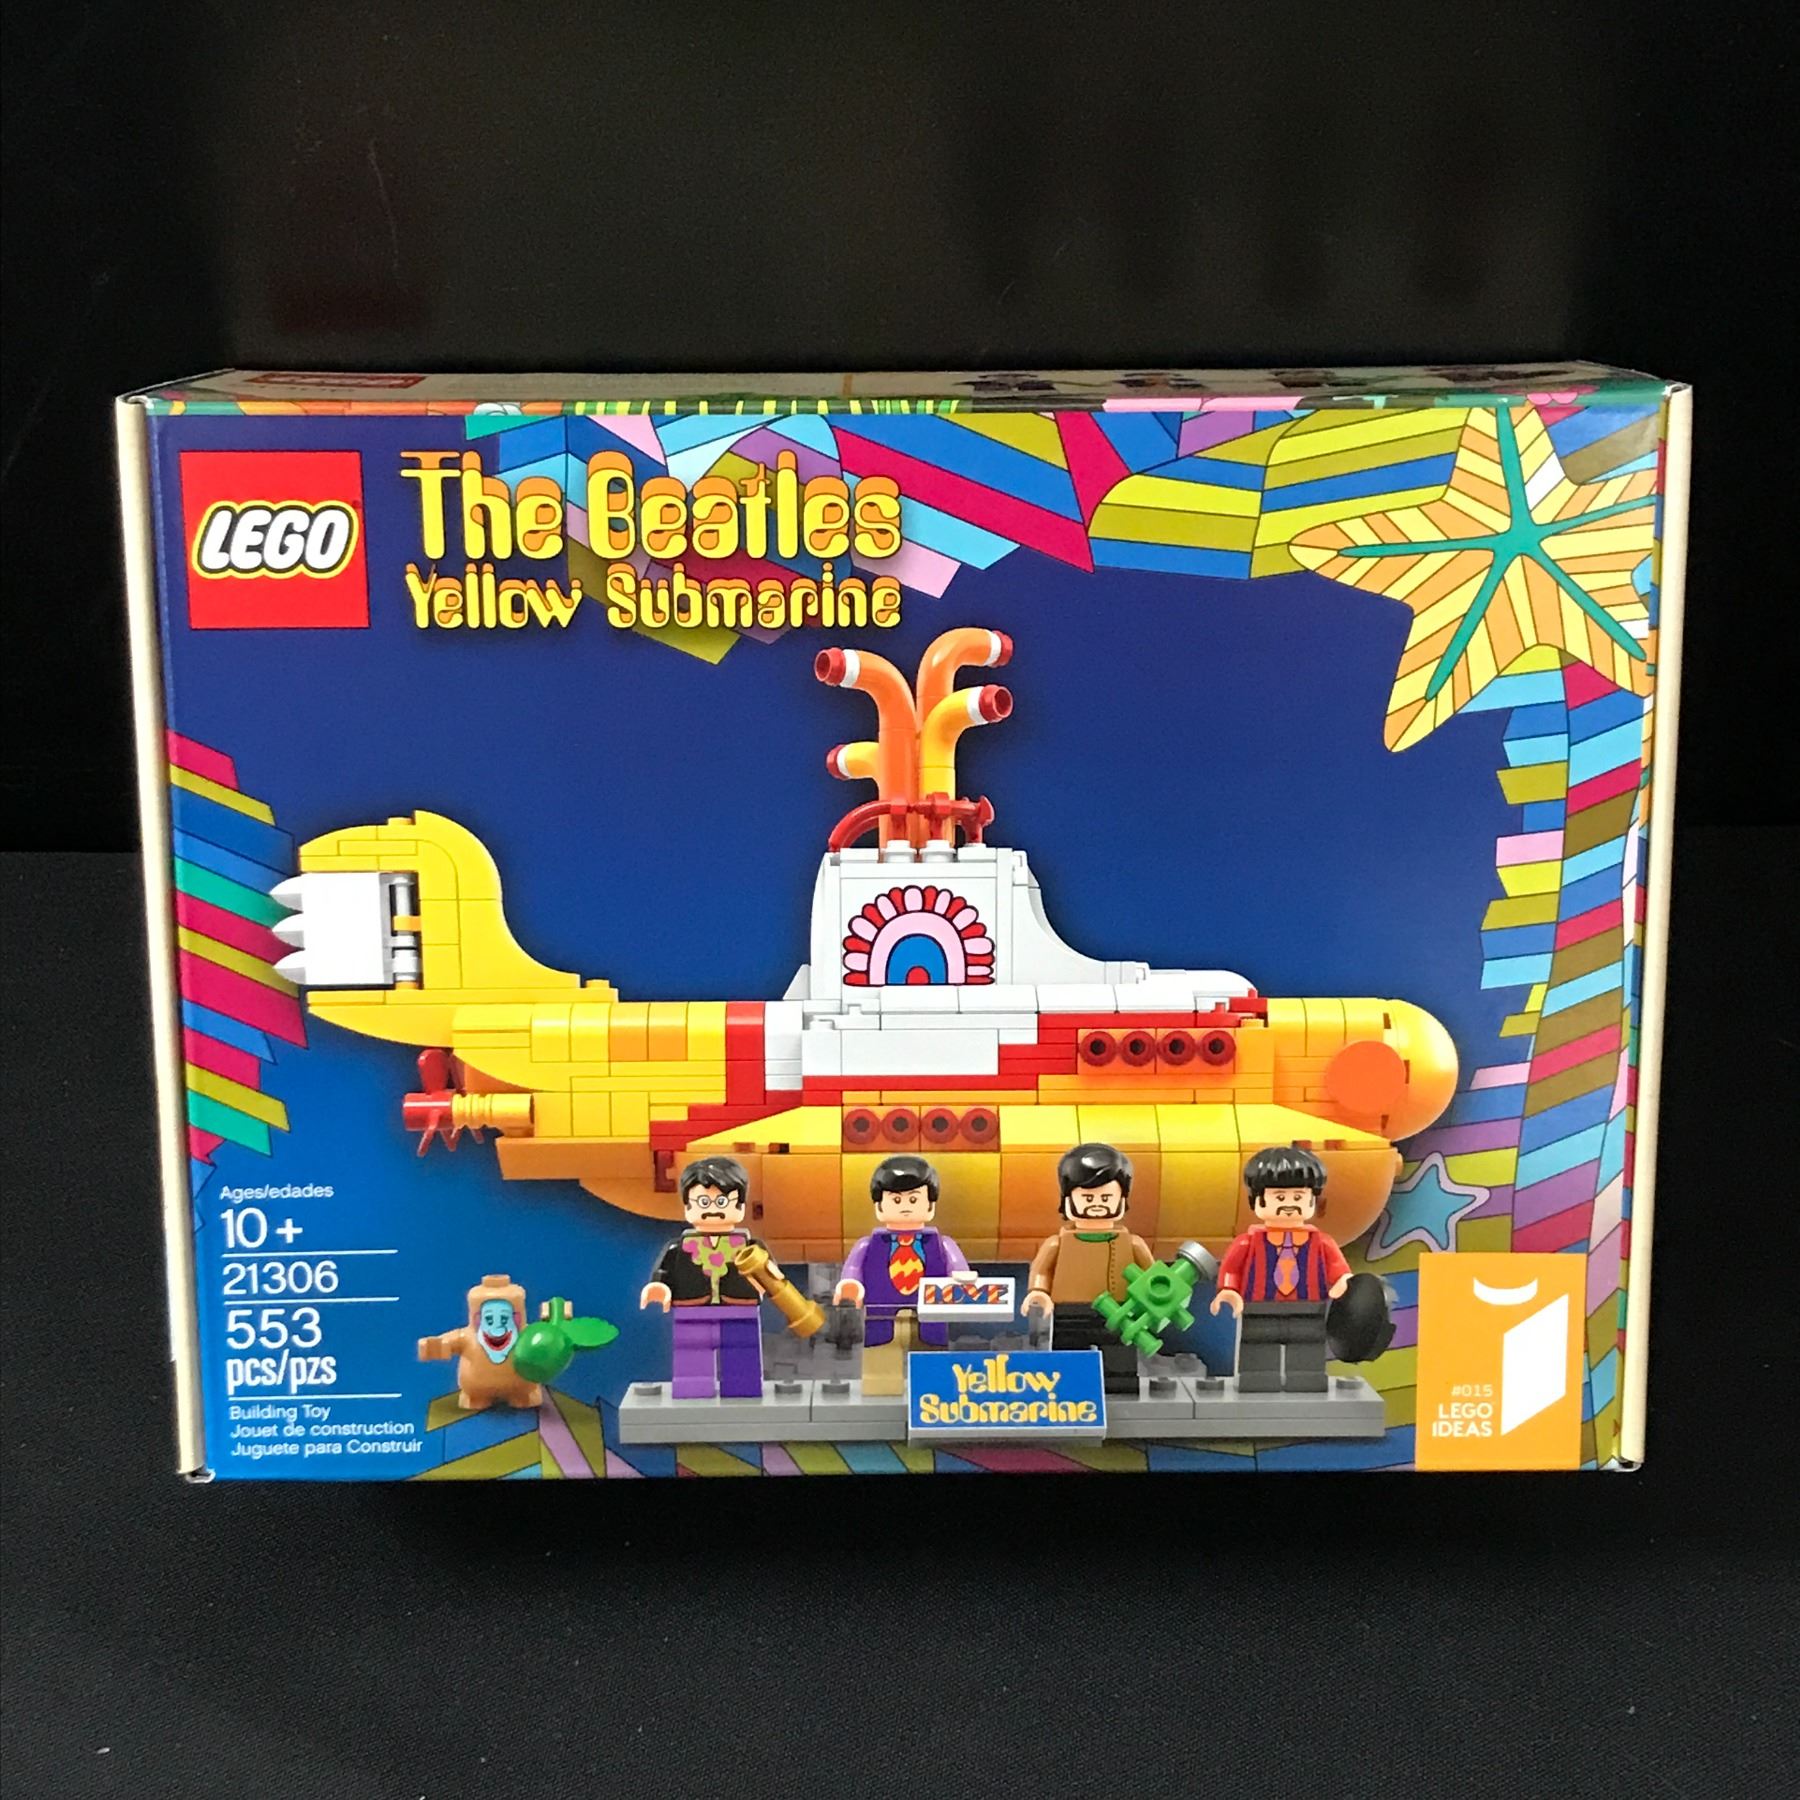 LEGO
The Beatles
Yellow Submarine
Ages/edades
10+
21306
553
pcs/pzs
Building Toy
Jouet de construction
Juguete para Construir
LOVE
Yellow
Submarine
#015
LEGO
IDEAS